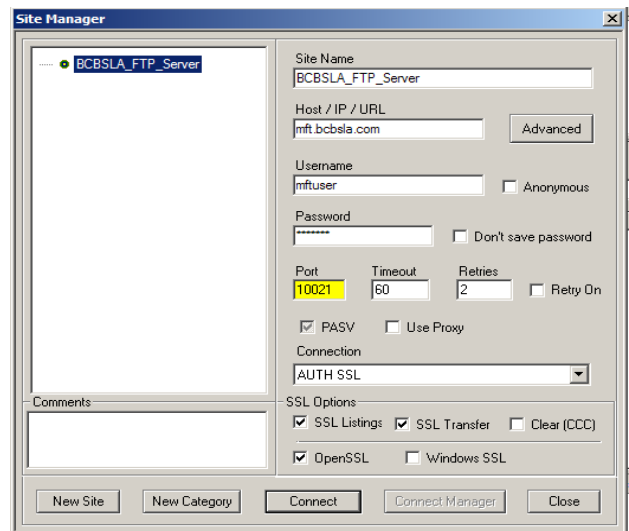 Site Manager
BCBSLA_FTP_Server
Site Name
BCBSLA_FTP_Server
Host / IP / URL
mft.bcbsla.com
Advanced
Username
mftuser
Anonymous
Password
*******
Don't save password
Port Timeout Retries
10021 60 2 Retry On
PASV Use Proxy
Connection
AUTH SSL
Comments
SSL Options
SSL Listings SSL Transfer Clear (CCC)
OpenSSL Windows SSL
New Site New Category Connect Connect Manager Close